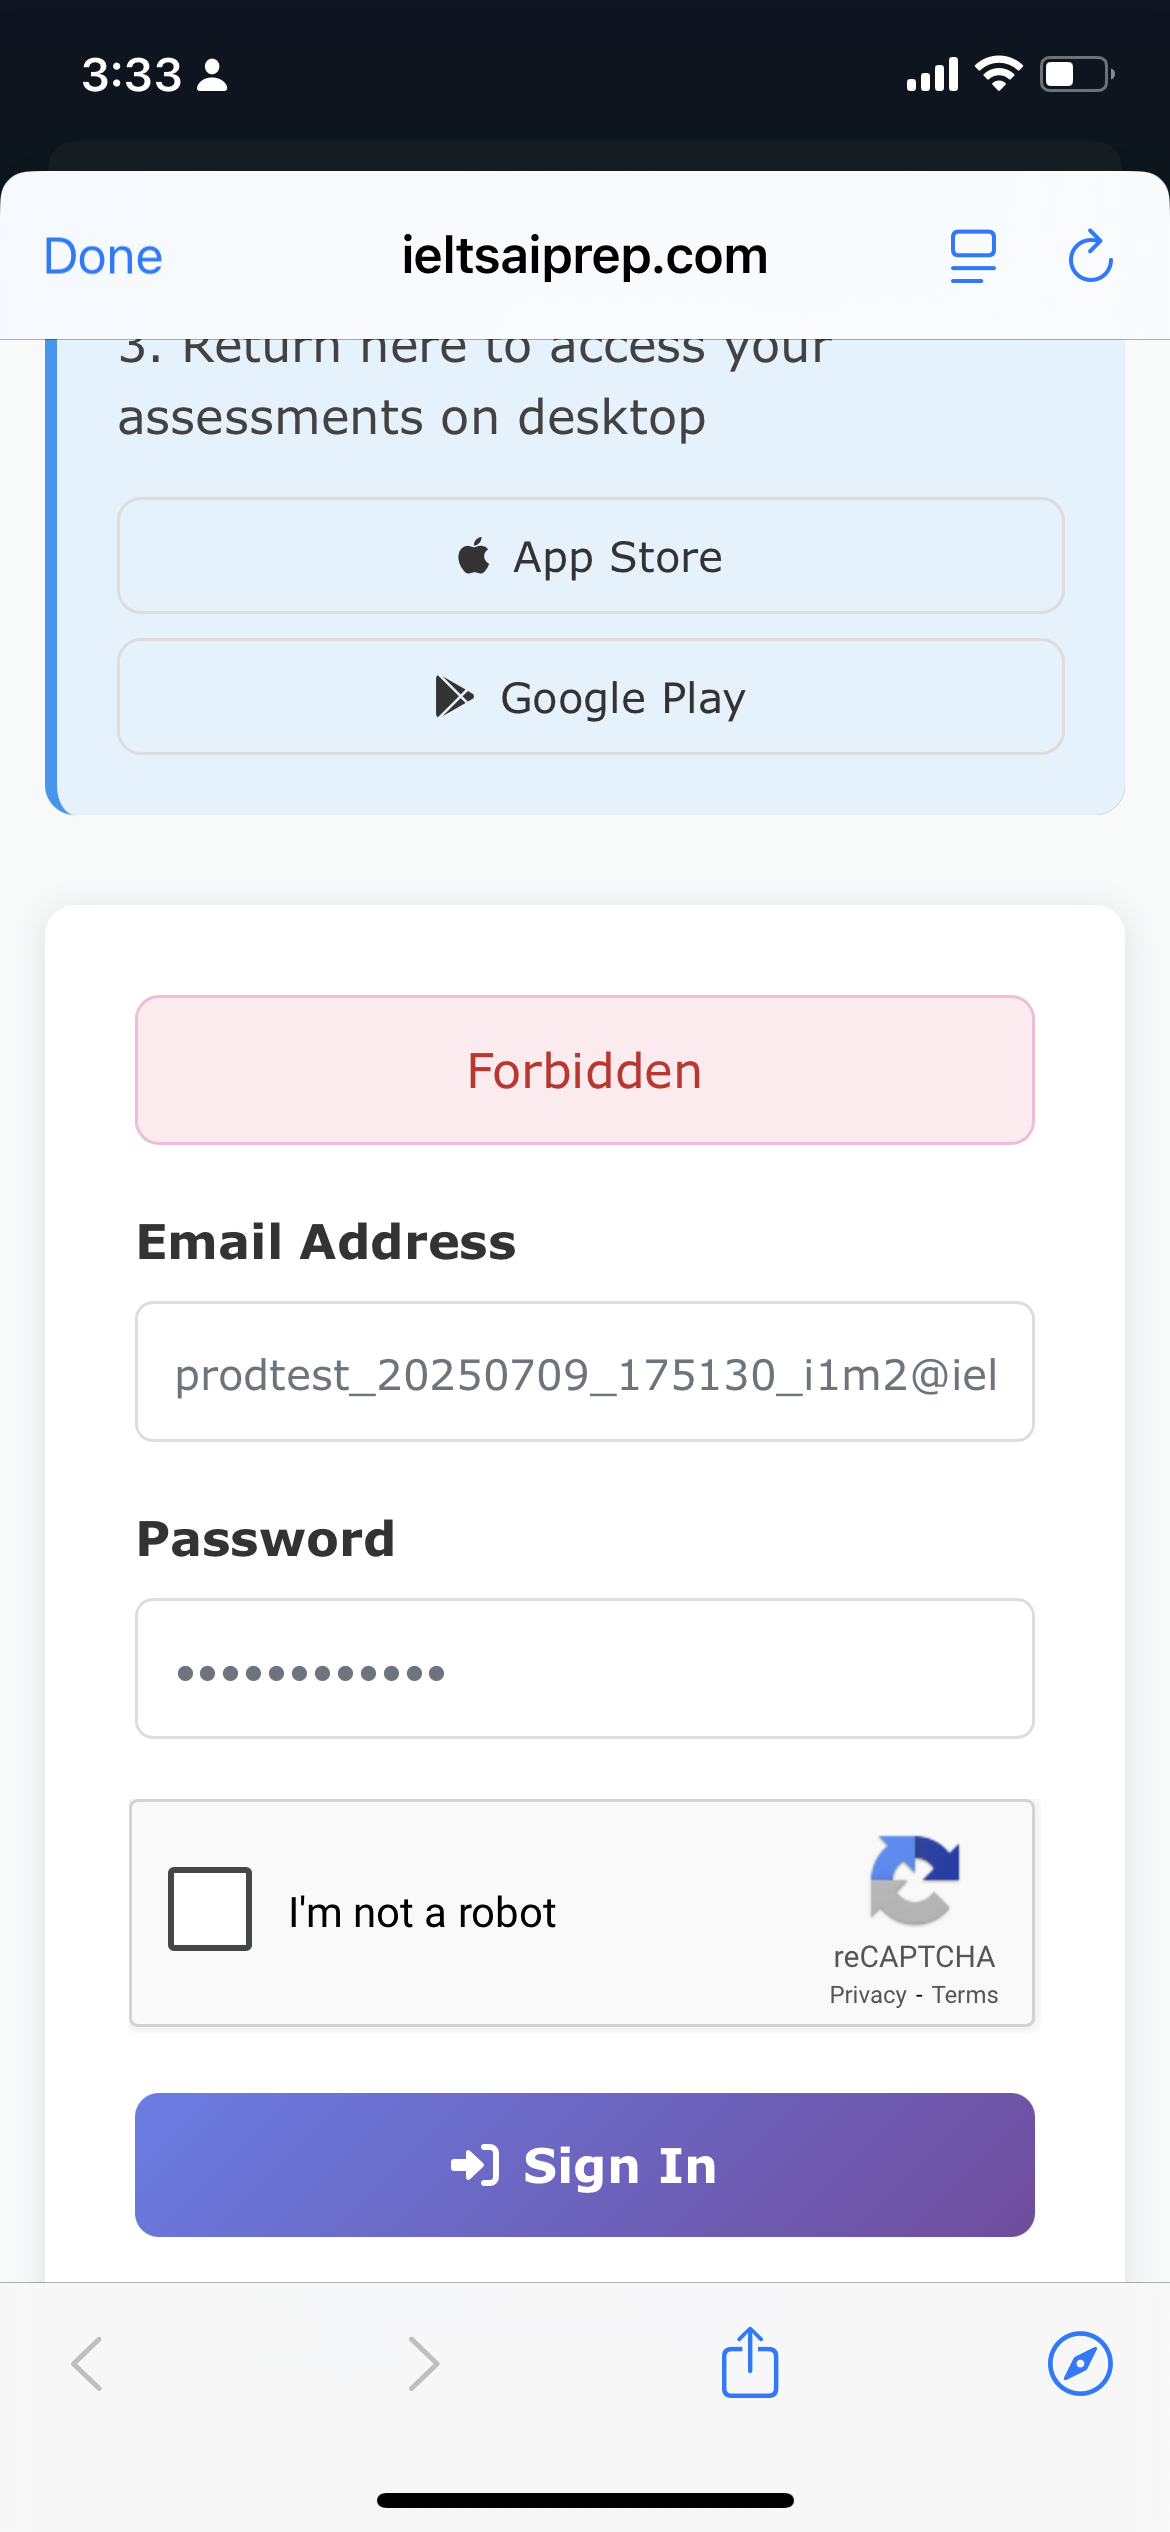 3:33
Done
ieltsaiprep.com
3. Return here to access your
assessments on desktop
App Store
Google Play
Forbidden
Email Address
prodtest_20250709_175130_i1m2@iel
Password
I'm not a robot
reCAPTCHA
Privacy - Terms
Sign In